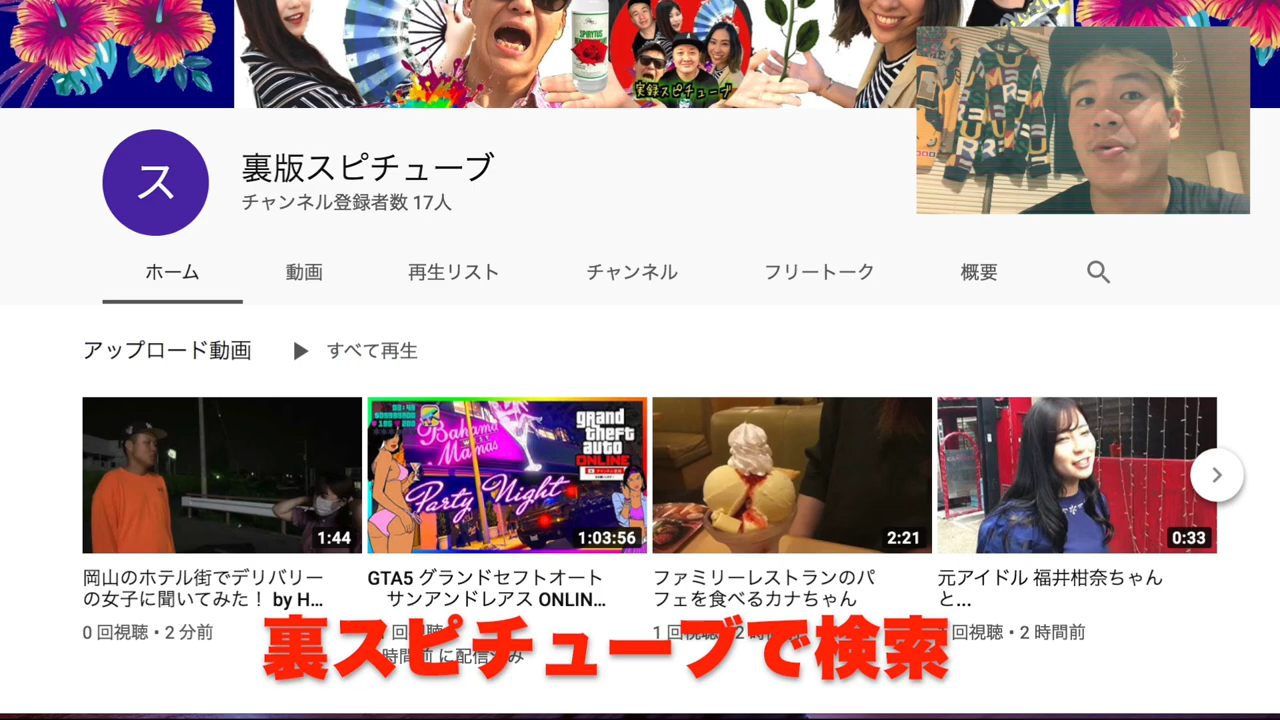 SPIRYTUS
実録スピチューブ
ス
裏版スピチューブ
チャンネル登録者数 17人
ホーム
動画
再生リスト
チャンネル
フリートーク
概要
アップロード動画
すべて再生
1:44
Bahama
Mamas
Party Night
grand
theft
auto
ONLINE
1:03:56
2:21
0:33
岡山のホテル街でデリバリー
の女子に聞いてみた！ by H...
GTA5 グランドセフトオート
サンアンドレアス ONLIN...
ファミリーレストランのパ
フェを食べるカナちゃん
元アイドル 福井柑奈ちゃん
と...
0 回視聴・2 分前
回視聴・2 時間前
裏スピチューブで検索